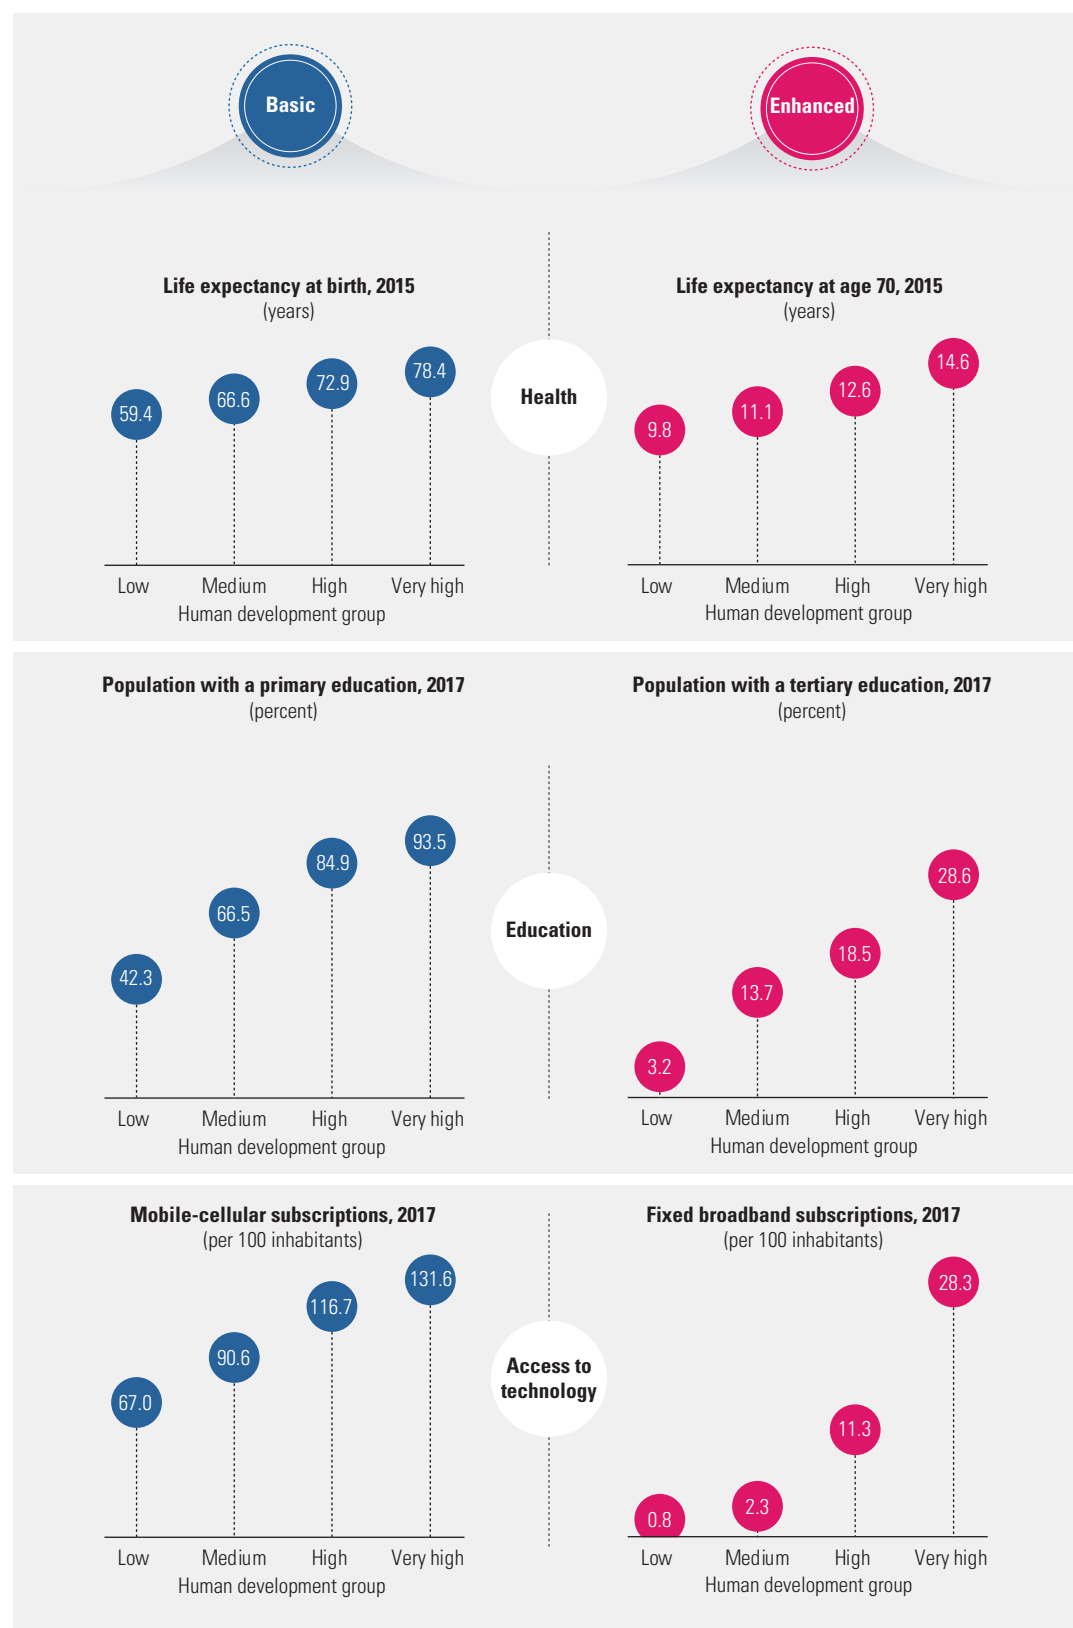 Basic
Enhanced
Life expectancy at birth, 2015
(years)
59.4
66.6
72.9
78.4
Low Medium High Very high
Human development group
Health
Life expectancy at age 70, 2015
(years)
9.8
11.1
12.6
14.6
Low Medium High Very high
Human development group
Population with a primary education, 2017
(percent)
42.3
66.5
84.9
93.5
Low Medium High Very high
Human development group
Education
Population with a tertiary education, 2017
(percent)
3.2
13.7
18.5
28.6
Low Medium High Very high
Human development group
Mobile-cellular subscriptions, 2017
(per 100 inhabitants)
67.0
90.6
116.7
131.6
Low Medium High Very high
Human development group
Access to
technology
Fixed broadband subscriptions, 2017
(per 100 inhabitants)
0.8
2.3
11.3
28.3
Low Medium High Very high
Human development group